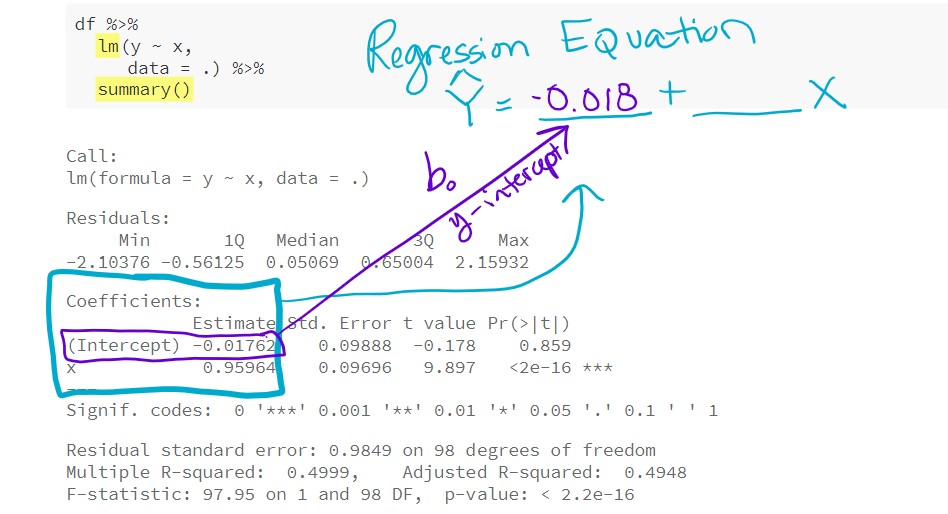 df %>%
lm(y ~ x,
data = .) %>%
summary()
Regression Equation
Ŷ = -0.018 + ______ X
b₀
y-intercept
Call:
lm(formula = y ~ x, data = .)
Residuals:
Min 1Q Median 3Q Max
-2.10376 -0.56125 0.05069 0.65004 2.15932
Coefficients:
Estimate Std. Error t value Pr(>|t|)
(Intercept) -0.01762 0.09888 -0.178 0.859
x 0.95964 0.09696 9.897 <2e-16 ***
---
Signif. codes: 0 '***' 0.001 '**' 0.01 '*' 0.05 '.' 0.1 ' ' 1
Residual standard error: 0.9849 on 98 degrees of freedom
Multiple R-squared: 0.4999, Adjusted R-squared: 0.4948
F-statistic: 97.95 on 1 and 98 DF, p-value: < 2.2e-16